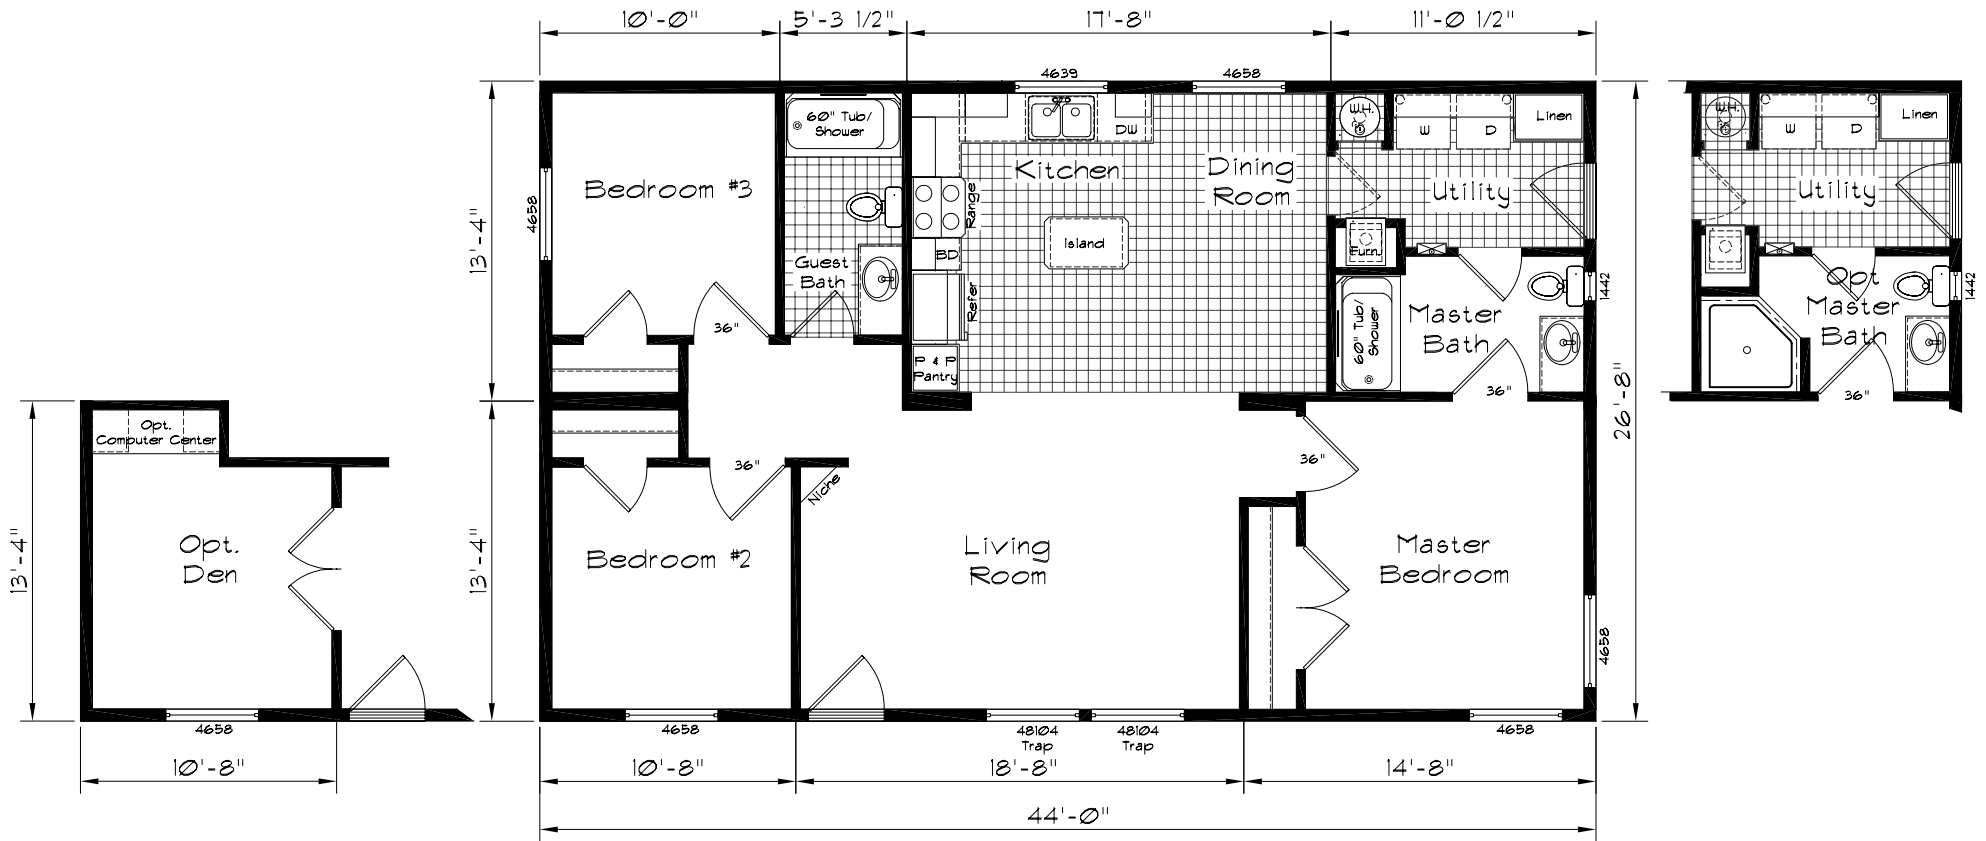 10'-0"
5'-3 1/2"
17'-8"
11'-0 1/2"
4639
4658
60" Tub/
Shower
DW
W.H.
W
D
Linen
W.H.
W
D
Linen
Kitchen
Dining
Room
Bedroom #3
Utility
Utility
4658
Range
13'-4"
Island
BD
Furn
Guest
Bath
Refer
1442
Opt
Master
Bath
1442
36"
60" Tub/
Shower
Master
Bath
P & P
Pantry
36"
36"
26'-8"
Opt.
Computer Center
36"
Niche
36"
13'-4"
Opt.
Den
13'-4"
Bedroom #2
Living
Room
Master
Bedroom
4658
4658
4658
48104
Trap
48104
Trap
4658
10'-8"
10'-8"
18'-8"
14'-8"
44'-0"